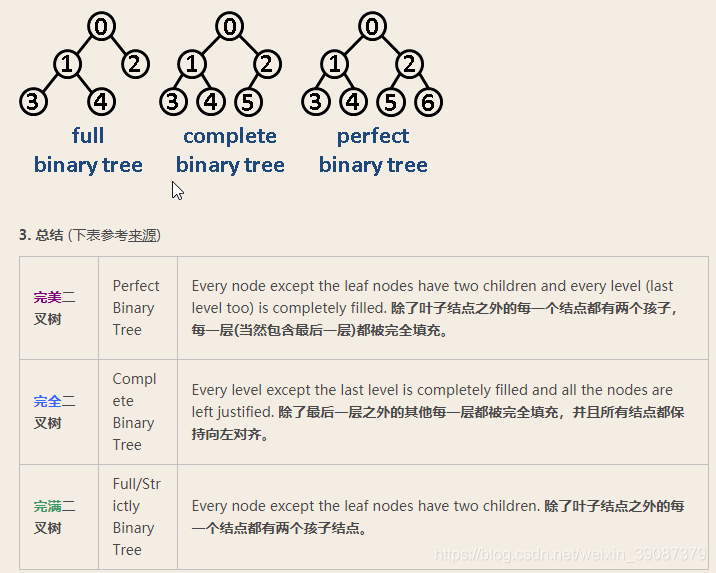 0 0 0
1 2 1 2 1 2
3 4 3 4 5 3 4 5 6
full complete perfect
binary tree binary tree binary tree
3. 总结 (下表参考来源)
完美二
叉树
Perfect
Binary
Tree
Every node except the leaf nodes have two children and every level (last
level too) is completely filled. 除了叶子结点之外的每一个结点都有两个孩子，
每一层(当然包含最后一层)都被完全填充。
完全二
叉树
Compl
ete
Binary
Tree
Every level except the last level is completely filled and all the nodes are
left justified. 除了最后一层之外的其他每一层都被完全填充，并且所有结点都保
持向左对齐。
完满二
叉树
Full/Str
ictly
Binary
Tree
Every node except the leaf nodes have two children. 除了叶子结点之外的每
一个结点都有两个孩子结点。
https://blog.csdn.net/weixin_39087379